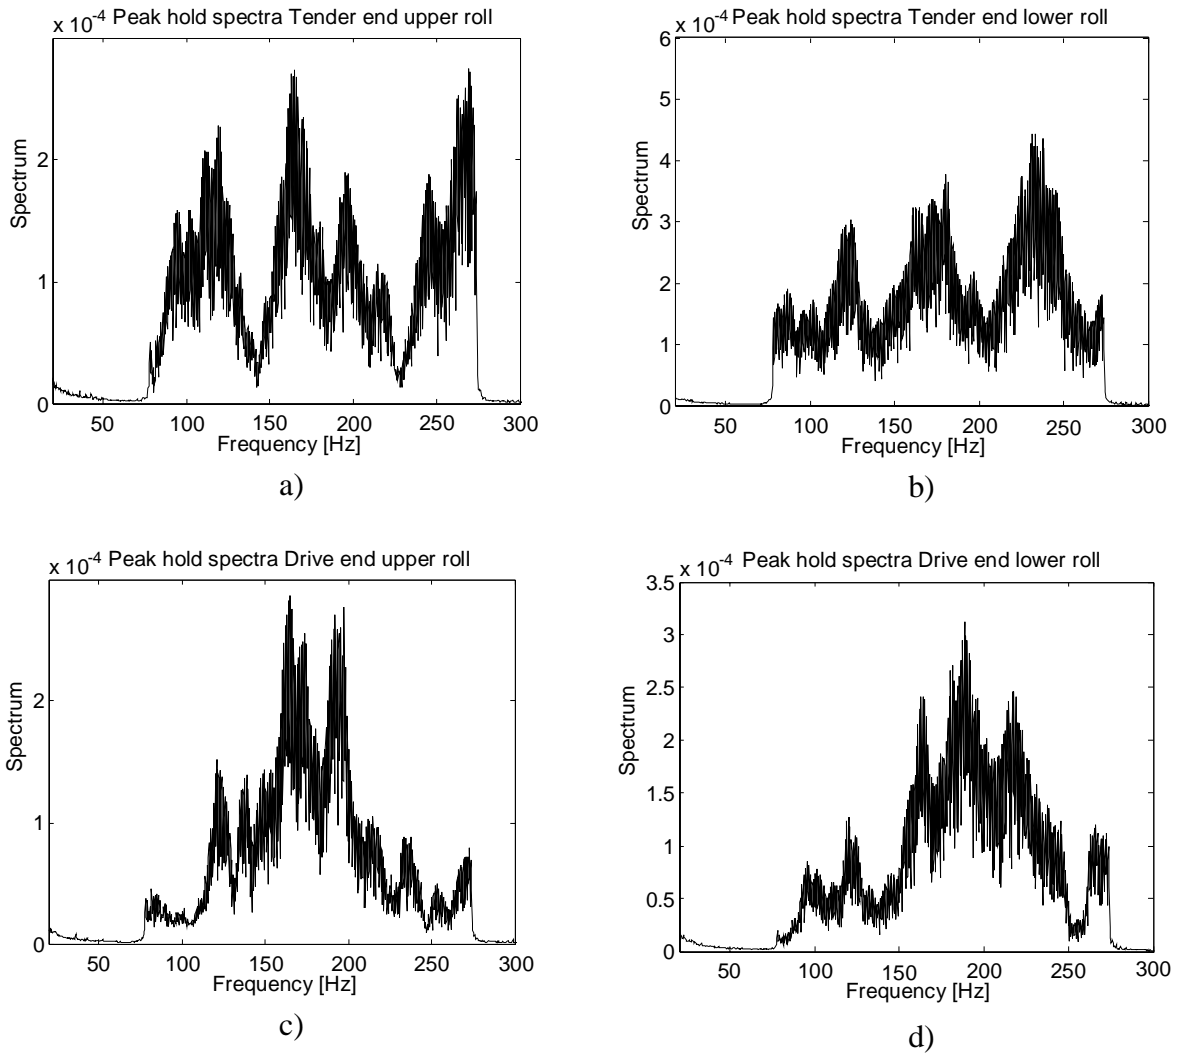 x 10-4 Peak hold spectra Tender end upper roll
2
1
0
Spectrum
50 100 150 200 250 300
Frequency [Hz]
a)
x 10-4 Peak hold spectra Tender end lower roll
6
5
4
3
2
1
0
Spectrum
50 100 150 200 250 300
Frequency [Hz]
b)
x 10-4 Peak hold spectra Drive end upper roll
2
1
0
Spectrum
50 100 150 200 250 300
Frequency [Hz]
c)
x 10-4 Peak hold spectra Drive end lower roll
3.5
3
2.5
2
1.5
1
0.5
0
Spectrum
50 100 150 200 250 300
Frequency [Hz]
d)